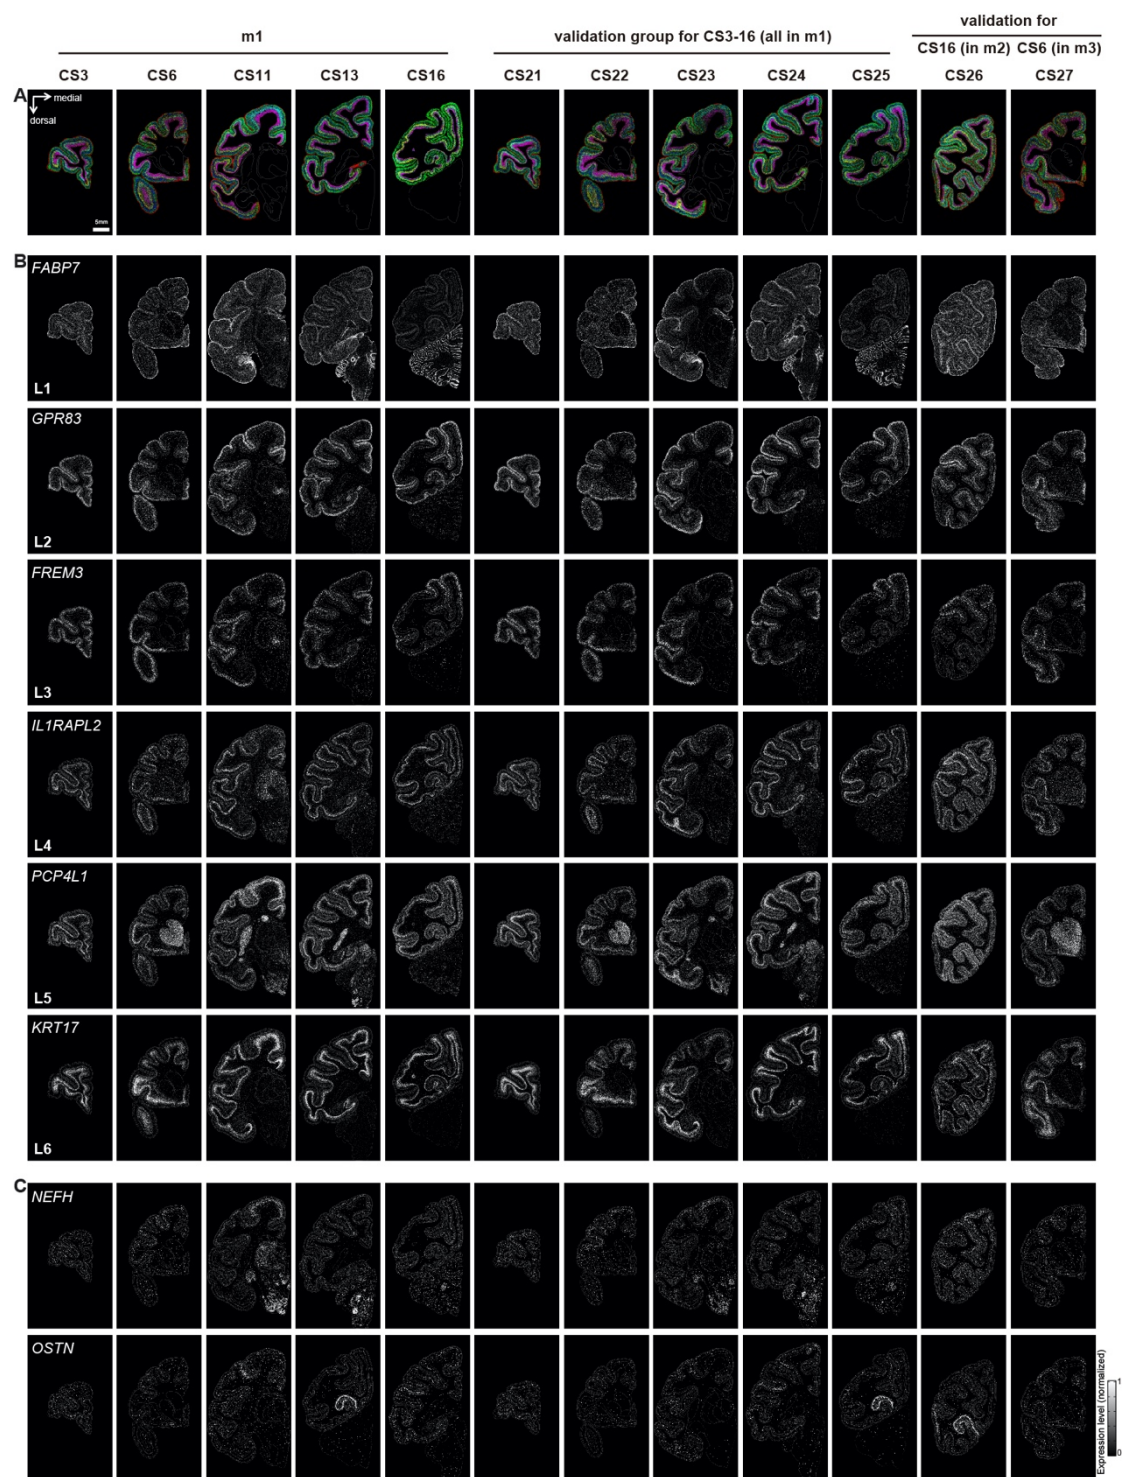 validation for
m1 validation group for CS3-16 (all in m1) CS16 (in m2) CS6 (in m3)
CS3 CS6 CS11 CS13 CS16 CS21 CS22 CS23 CS24 CS25 CS26 CS27
A
medial
dorsal
5mm
B
FABP7
L1
GPR83
L2
FREM3
L3
IL1RAPL2
L4
PCP4L1
L5
KRT17
L6
C
NEFH
OSTN
Expression level (normalized)
1
0